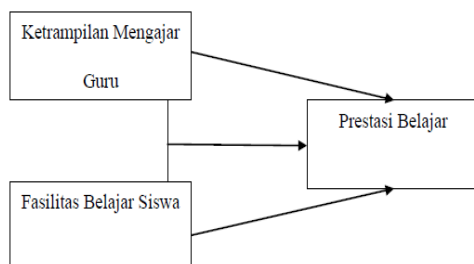 Ketrampilan Mengajar
Guru
Prestasi Belajar
Fasilitas Belajar Siswa